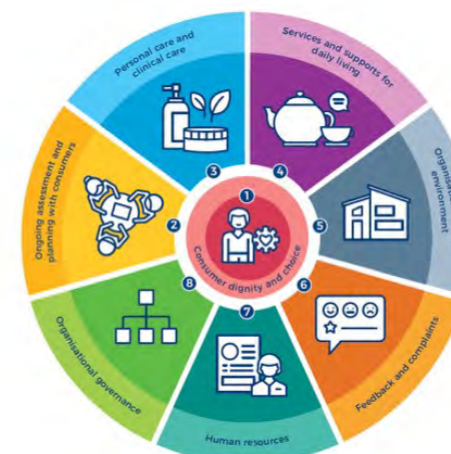 1
Consumer dignity and choice
2
Ongoing assessment and
planning with consumers
3
Personal care and
clinical care
4
Services and supports for
daily living
5
environment
6
Feedback and complaints
7
Human resources
8
Organisational governance